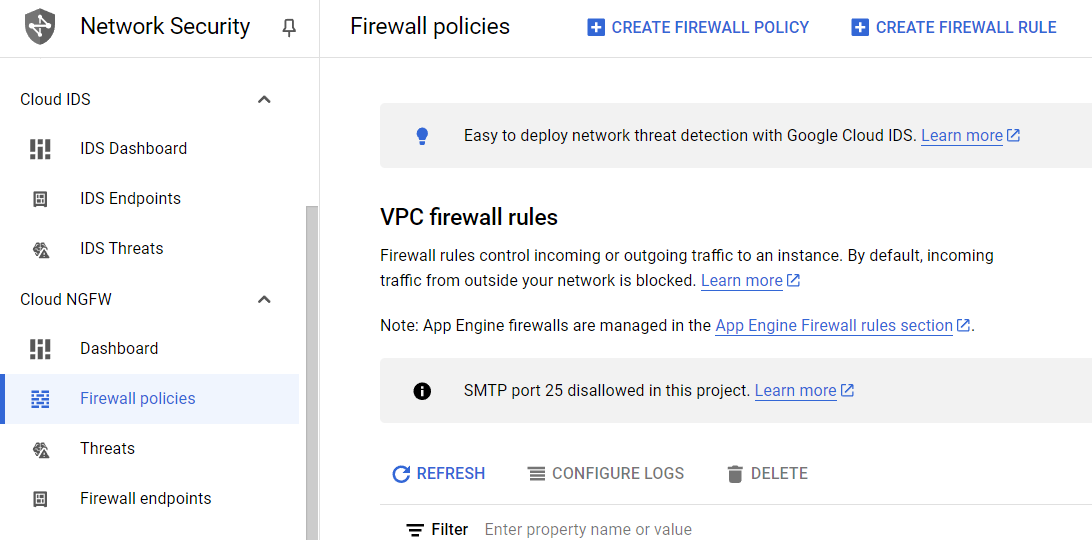 Network Security
Firewall policies
CREATE FIREWALL POLICY
CREATE FIREWALL RULE
Cloud IDS
IDS Dashboard
IDS Endpoints
IDS Threats
Cloud NGFW
Dashboard
Firewall policies
Threats
Firewall endpoints
Easy to deploy network threat detection with Google Cloud IDS. Learn more
VPC firewall rules
Firewall rules control incoming or outgoing traffic to an instance. By default, incoming
traffic from outside your network is blocked. Learn more
Note: App Engine firewalls are managed in the App Engine Firewall rules section.
SMTP port 25 disallowed in this project. Learn more
REFRESH
CONFIGURE LOGS
DELETE
Filter Enter property name or value